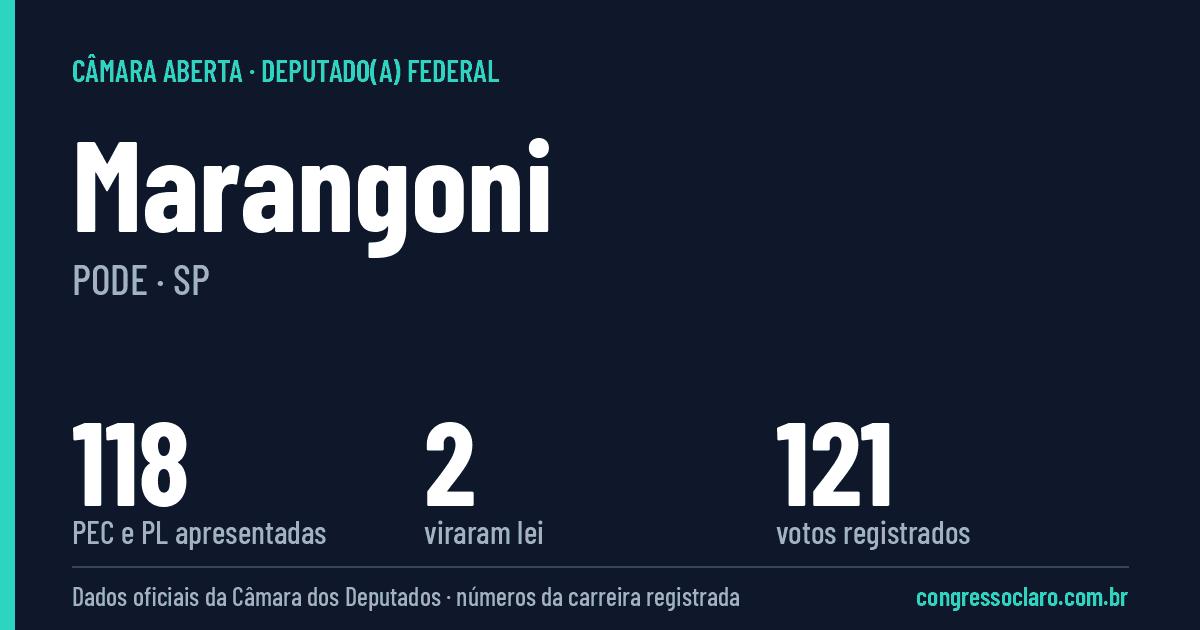 CÂMARA ABERTA · DEPUTADO(A) FEDERAL
Marangoni
PODE · SP
118 2 121
PEC e PL apresentadas viraram lei votos registrados
Dados oficiais da Câmara dos Deputados · números da carreira registrada congressoclaro.com.br